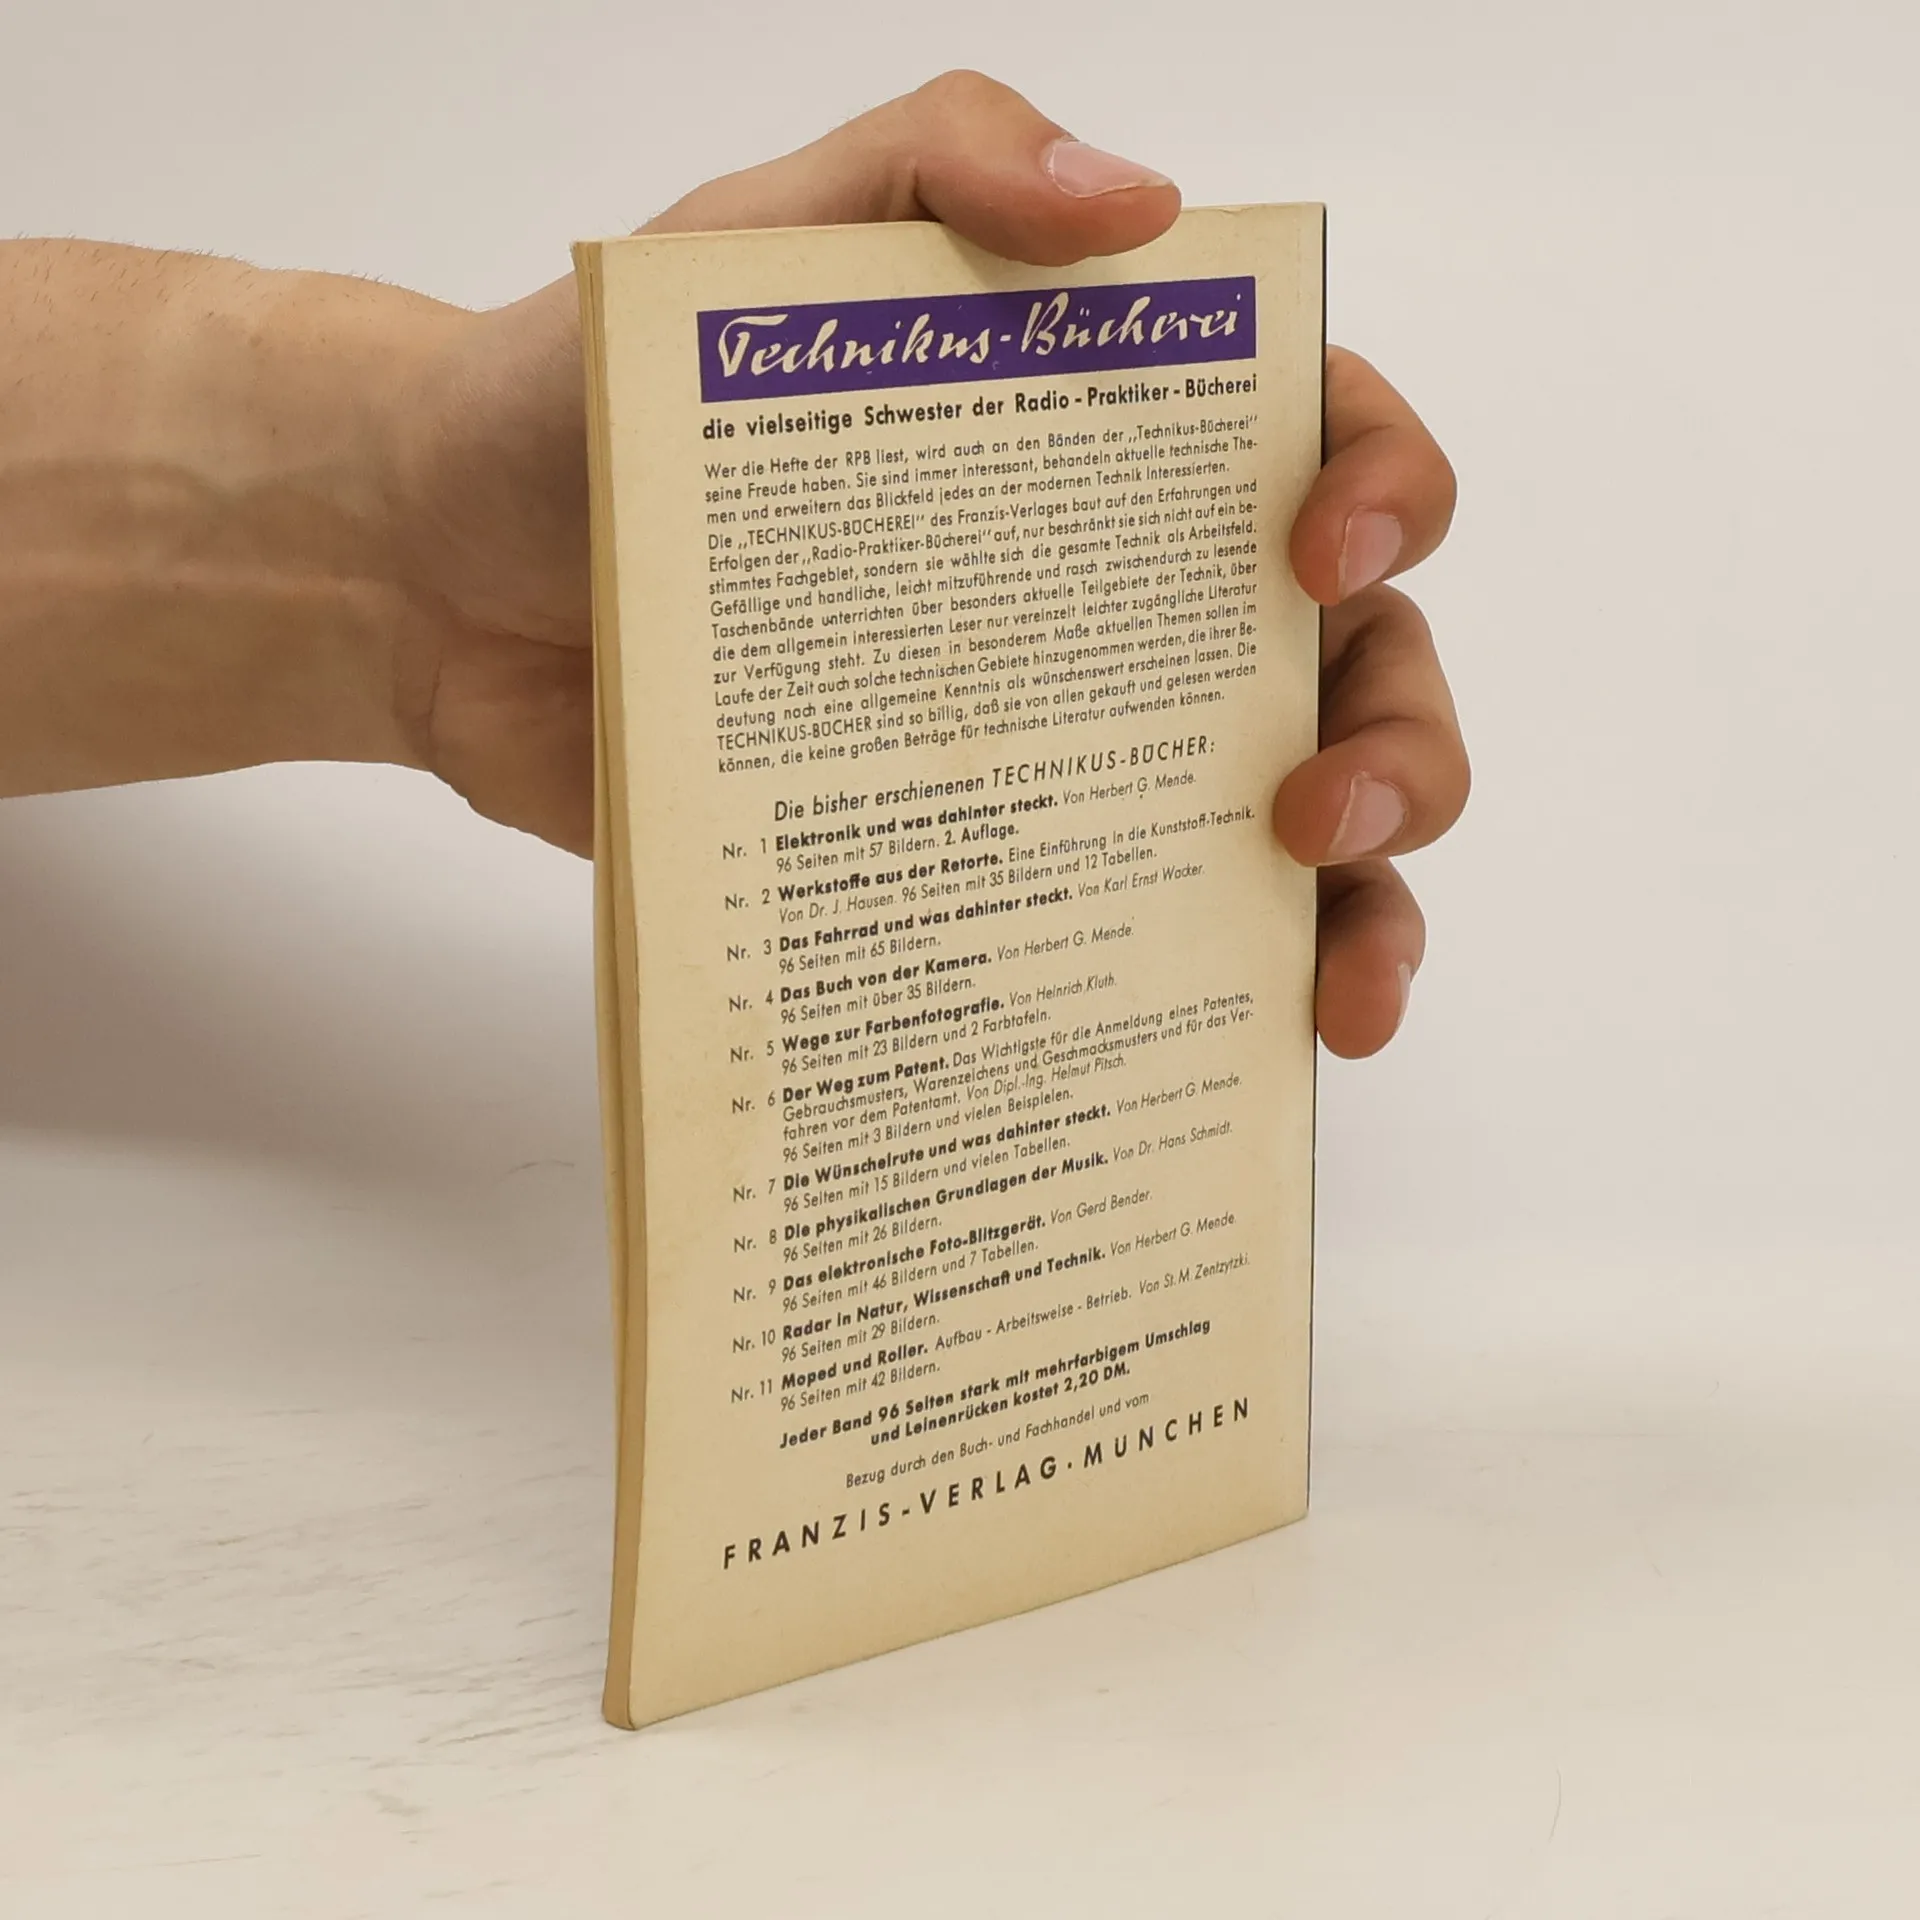 Technikus-Bücherei
die vielseitige Schwester der Radio-Praktiker-Bücherei
Wer die Hefte der RPB liest, wird auch an den Bänden der „Technikus-Bücherei“
seine Freude haben. Sie sind immer interessant, behandeln aktuelle technische The-
men und erweitern das Blickfeld jedes an der modernen Technik Interessierten.
Die „TECHNIKUS-BÜCHEREI“ des Franzis-Verlages baut auf den Erfahrungen und
Erfolgen der „Radio-Praktiker-Bücherei“ auf, nur beschränkt sie sich nicht auf ein be-
stimmtes Fachgebiet, sondern sie wählte sich die gesamte Technik als Arbeitsfeld.
Gefällige und handliche, leicht mitzuführende und rasch zwischendurch zu lesende
Taschenbände unterrichten über besonders aktuelle Teilgebiete der Technik, über
die dem allgemein interessierten Leser nur vereinzelt leichter zugängliche Literatur
zur Verfügung steht. Zu diesen in besonderem Maße aktuellen Themen sollen im
Laufe der Zeit auch solche technischen Gebiete hinzugenommen werden, die ihrer Be-
deutung nach eine allgemeine Kenntnis als wünschenswert erscheinen lassen. Die
TECHNIKUS-BÜCHER sind so billig, daß sie von allen gekauft und gelesen werden
können, die keine großen Beträge für technische Literatur aufwenden können.
Die bisher erschienenen TECHNIKUS-BÜCHER:
Nr. 1 Elektronik und was dahinter steckt. Von Herbert G. Mende.
96 Seiten mit 57 Bildern. 2. Auflage.
Nr. 2 Werkstoffe aus der Retorte. Eine Einführung in die Kunststoff-Technik.
Von Dr. J. Hausen. 96 Seiten mit 35 Bildern und 12 Tabellen.
Nr. 3 Das Fahrrad und was dahinter steckt. Von Karl Ernst Wacker.
96 Seiten mit 65 Bildern.
Nr. 4 Das Buch von der Kamera. Von Herbert G. Mende.
96 Seiten mit über 35 Bildern.
Nr. 5 Wege zur Farbenfotografie. Von Heinrich Kluth.
96 Seiten mit 23 Bildern und 2 Farbtafeln.
Nr. 6 Der Weg zum Patent. Das Wichtigste für die Anmeldung eines Patentes,
Gebrauchsmusters, Warenzeichens und Geschmacksmusters und für das Ver-
fahren vor dem Patentamt. Von Dipl.-Ing. Helmut Pitsch.
96 Seiten mit 3 Bildern und vielen Beispielen.
Nr. 7 Die Wünschelrute und was dahinter steckt. Von Herbert G. Mende.
96 Seiten mit 15 Bildern und vielen Tabellen.
Nr. 8 Die physikalischen Grundlagen der Musik. Von Dr. Hans Schmidt.
96 Seiten mit 26 Bildern.
Nr. 9 Das elektronische Foto-Blitzgerät. Von Gerd Bender.
96 Seiten mit 46 Bildern und 7 Tabellen.
Nr. 10 Radar in Natur, Wissenschaft und Technik. Von Herbert G. Mende.
96 Seiten mit 29 Bildern.
Nr. 11 Moped und Roller. Aufbau - Arbeitsweise - Betrieb. Von St. M. Zentzytzki.
96 Seiten mit 42 Bildern.
Jeder Band 96 Seiten stark mit mehrfarbigem Umschlag
und Leinenrücken kostet 2,20 DM.
Bezug durch den Buch- und Fachhandel und vom
FRANZIS-VERLAG · MÜNCHEN